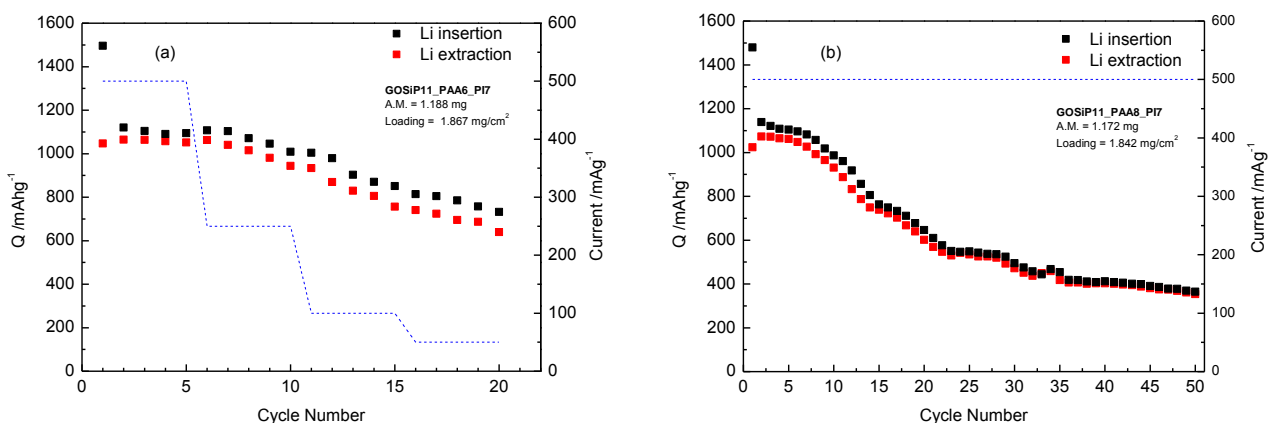 1600
1400
1200
1000
800
600
400
200
0
Q /mAhg⁻¹
(a)
Li insertion
Li extraction
GOSiP11_PAA6_PI7
A.M. = 1.188 mg
Loading = 1.867 mg/cm²
600
500
400
300
200
100
0
Current /mAg⁻¹
0 5 10 15 20
Cycle Number
1600
1400
1200
1000
800
600
400
200
0
Q /mAhg⁻¹
(b)
Li insertion
Li extraction
GOSiP11_PAA8_PI7
A.M. = 1.172 mg
Loading = 1.842 mg/cm²
600
500
400
300
200
100
0
Current /mAg⁻¹
0 5 10 15 20 25 30 35 40 45 50
Cycle Number